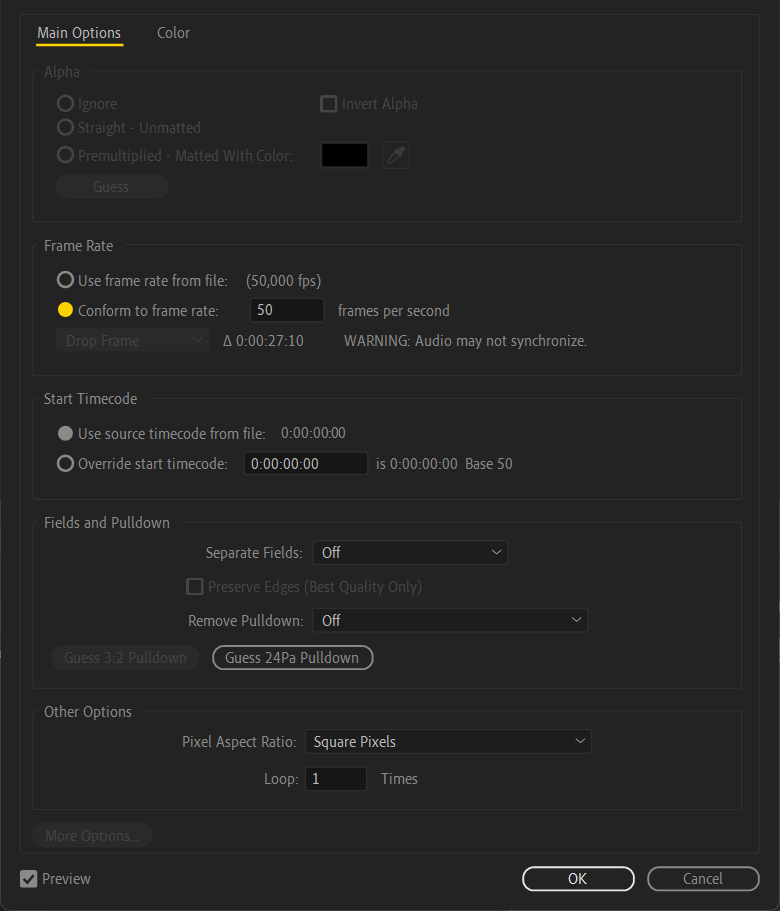 Main Options Color
Alpha
Ignore Invert Alpha
Straight - Unmatted
Premultiplied - Matted With Color:
Guess
Frame Rate
Use frame rate from file: (50,000 fps)
Conform to frame rate: 50 frames per second
Drop Frame Δ 0:00:27:10 WARNING: Audio may not synchronize.
Start Timecode
Use source timecode from file: 0:00:00:00
Override start timecode: 0:00:00:00 is 0:00:00:00 Base 50
Fields and Pulldown
Separate Fields: Off
Preserve Edges (Best Quality Only)
Remove Pulldown: Off
Guess 3:2 Pulldown Guess 24Pa Pulldown
Other Options
Pixel Aspect Ratio: Square Pixels
Loop: 1 Times
More Options...
Preview OK Cancel